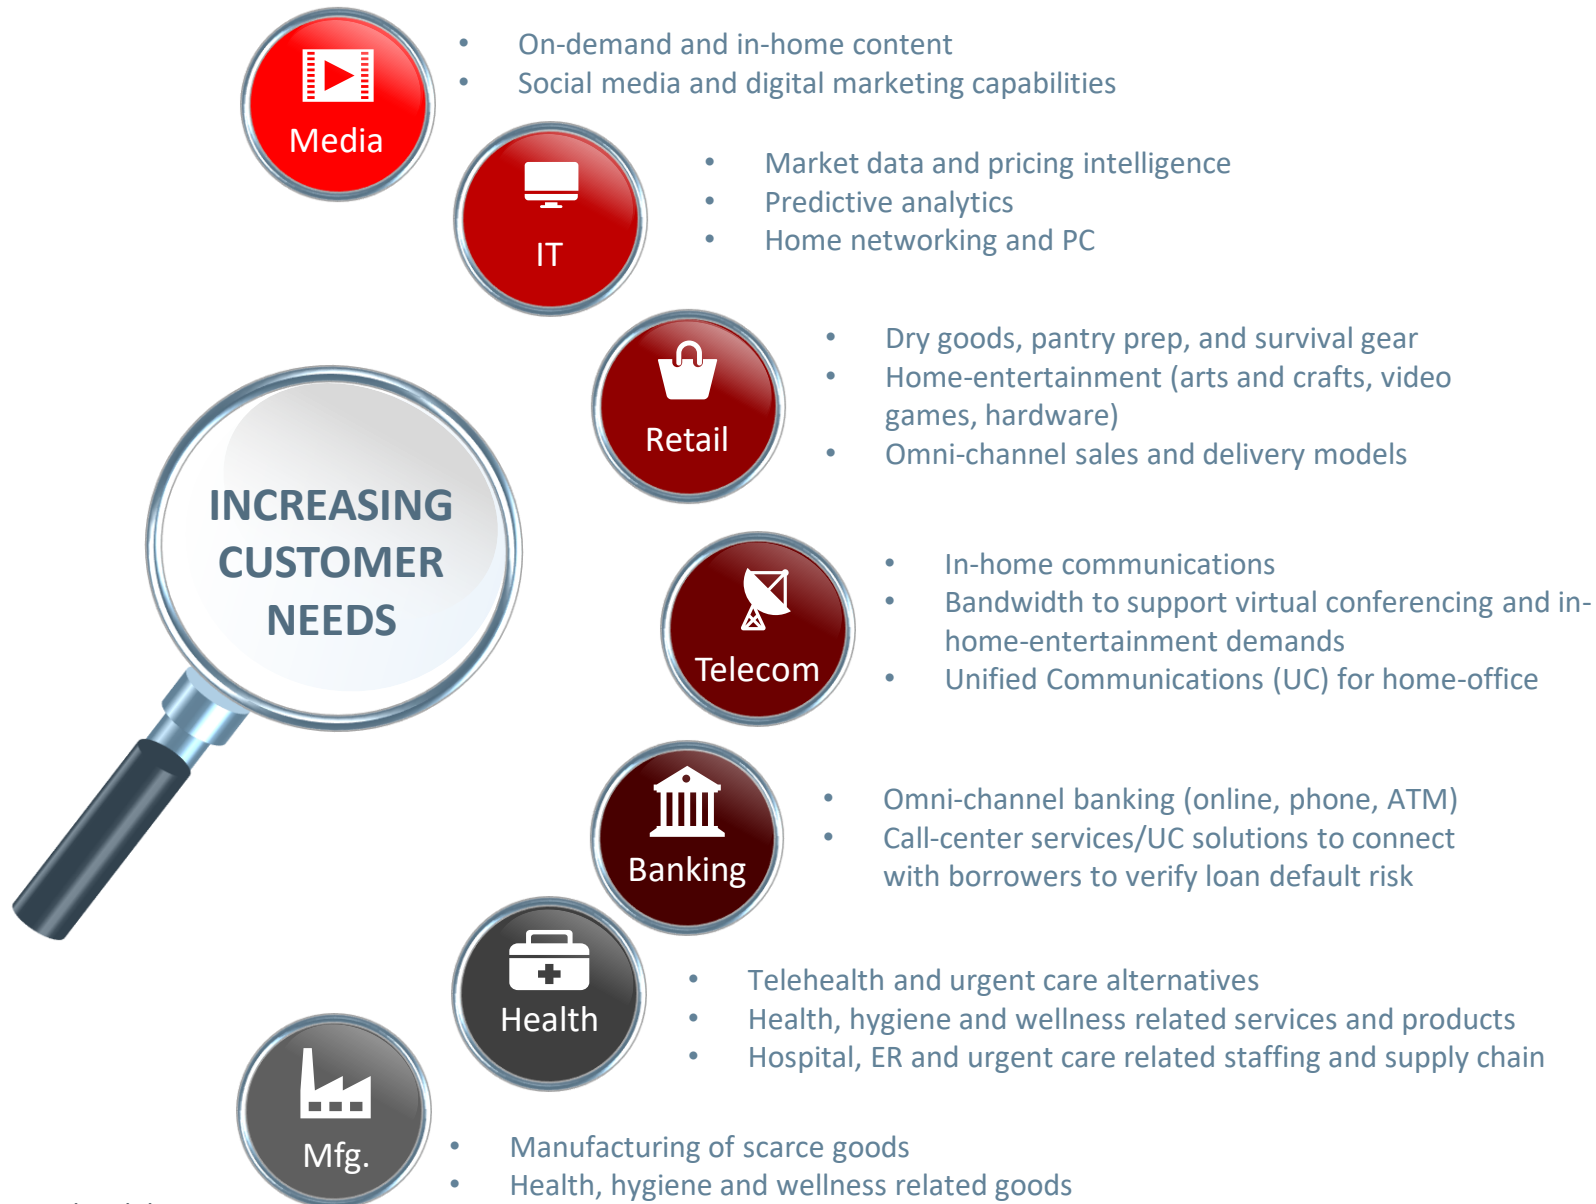 • On-demand and in-home content
• Social media and digital marketing capabilities
Media
• Market data and pricing intelligence
• Predictive analytics
• Home networking and PC
IT
• Dry goods, pantry prep, and survival gear
• Home-entertainment (arts and crafts, video
games, hardware)
• Omni-channel sales and delivery models
Retail
INCREASING
CUSTOMER
NEEDS
• In-home communications
• Bandwidth to support virtual conferencing and in-
home-entertainment demands
• Unified Communications (UC) for home-office
Telecom
• Omni-channel banking (online, phone, ATM)
• Call-center services/UC solutions to connect
with borrowers to verify loan default risk
Banking
• Telehealth and urgent care alternatives
• Health, hygiene and wellness related services and products
• Hospital, ER and urgent care related staffing and supply chain
Health
• Manufacturing of scarce goods
• Health, hygiene and wellness related goods
Mfg.